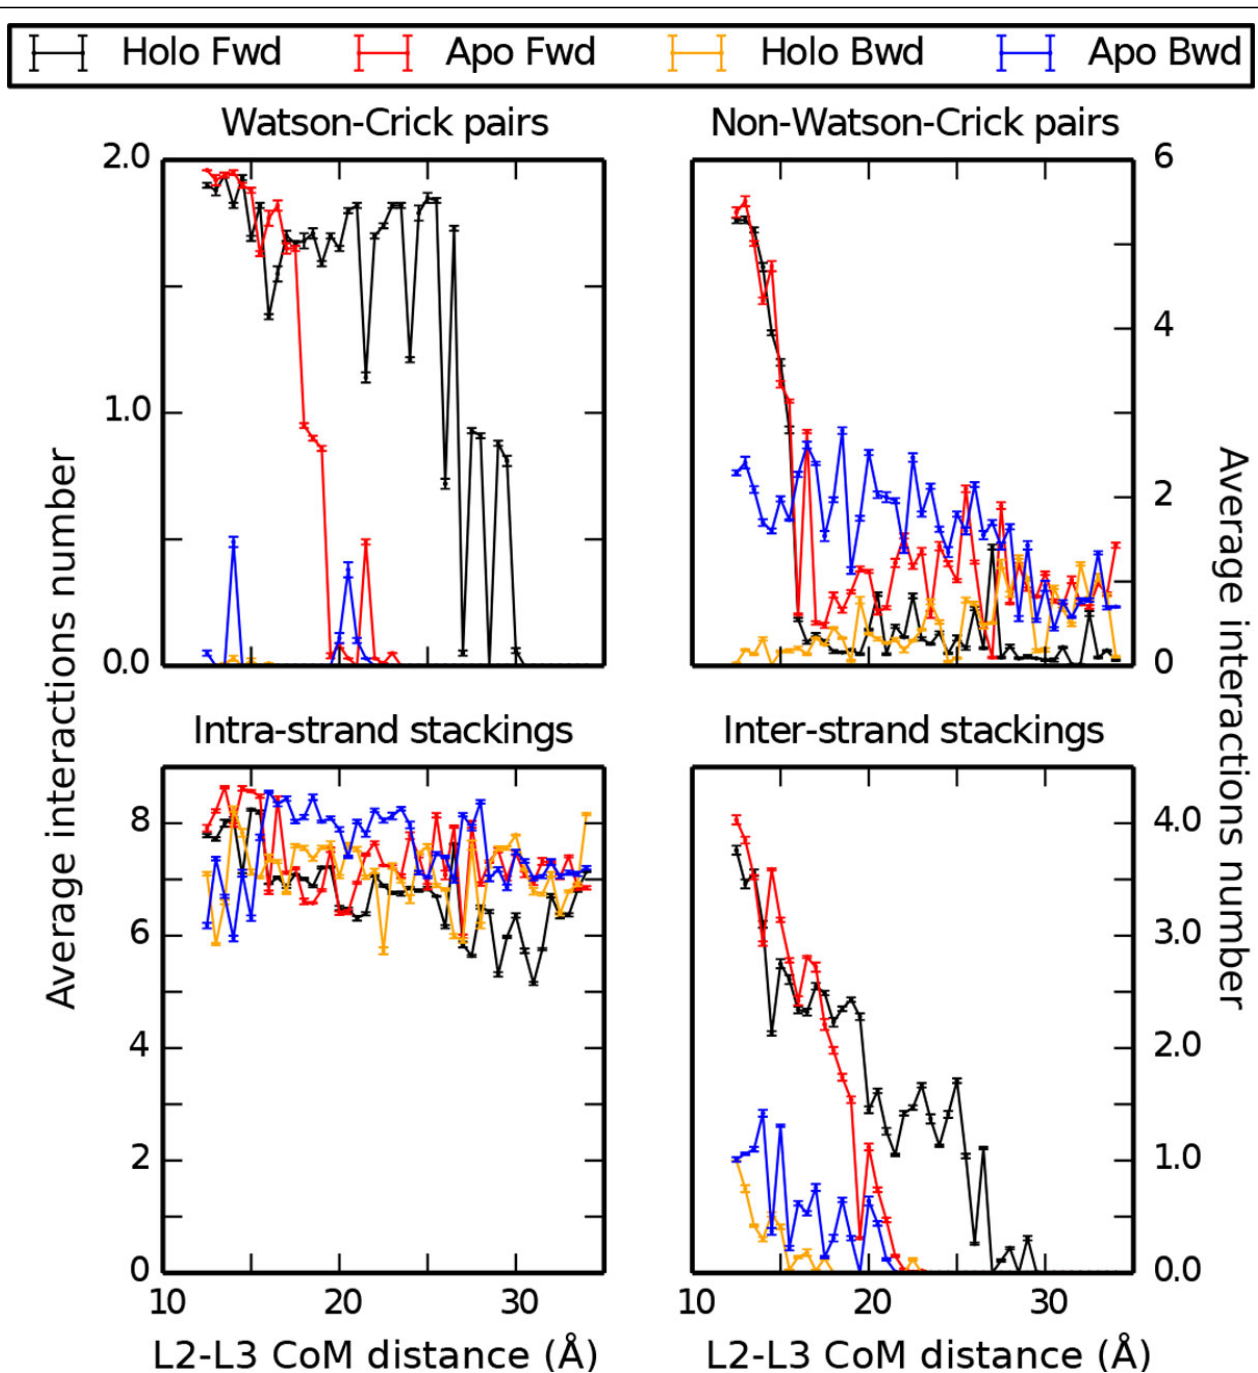 Holo Fwd Apo Fwd Holo Bwd Apo Bwd
Watson-Crick pairs Non-Watson-Crick pairs
2.0 6
4
1.0
2
0.0 0
Average interactions number
Average interactions number
Intra-strand stackings Inter-strand stackings
8 4.0
6 3.0
4 2.0
2 1.0
0 0.0
10 20 30 10 20 30
L2-L3 CoM distance (Å) L2-L3 CoM distance (Å)